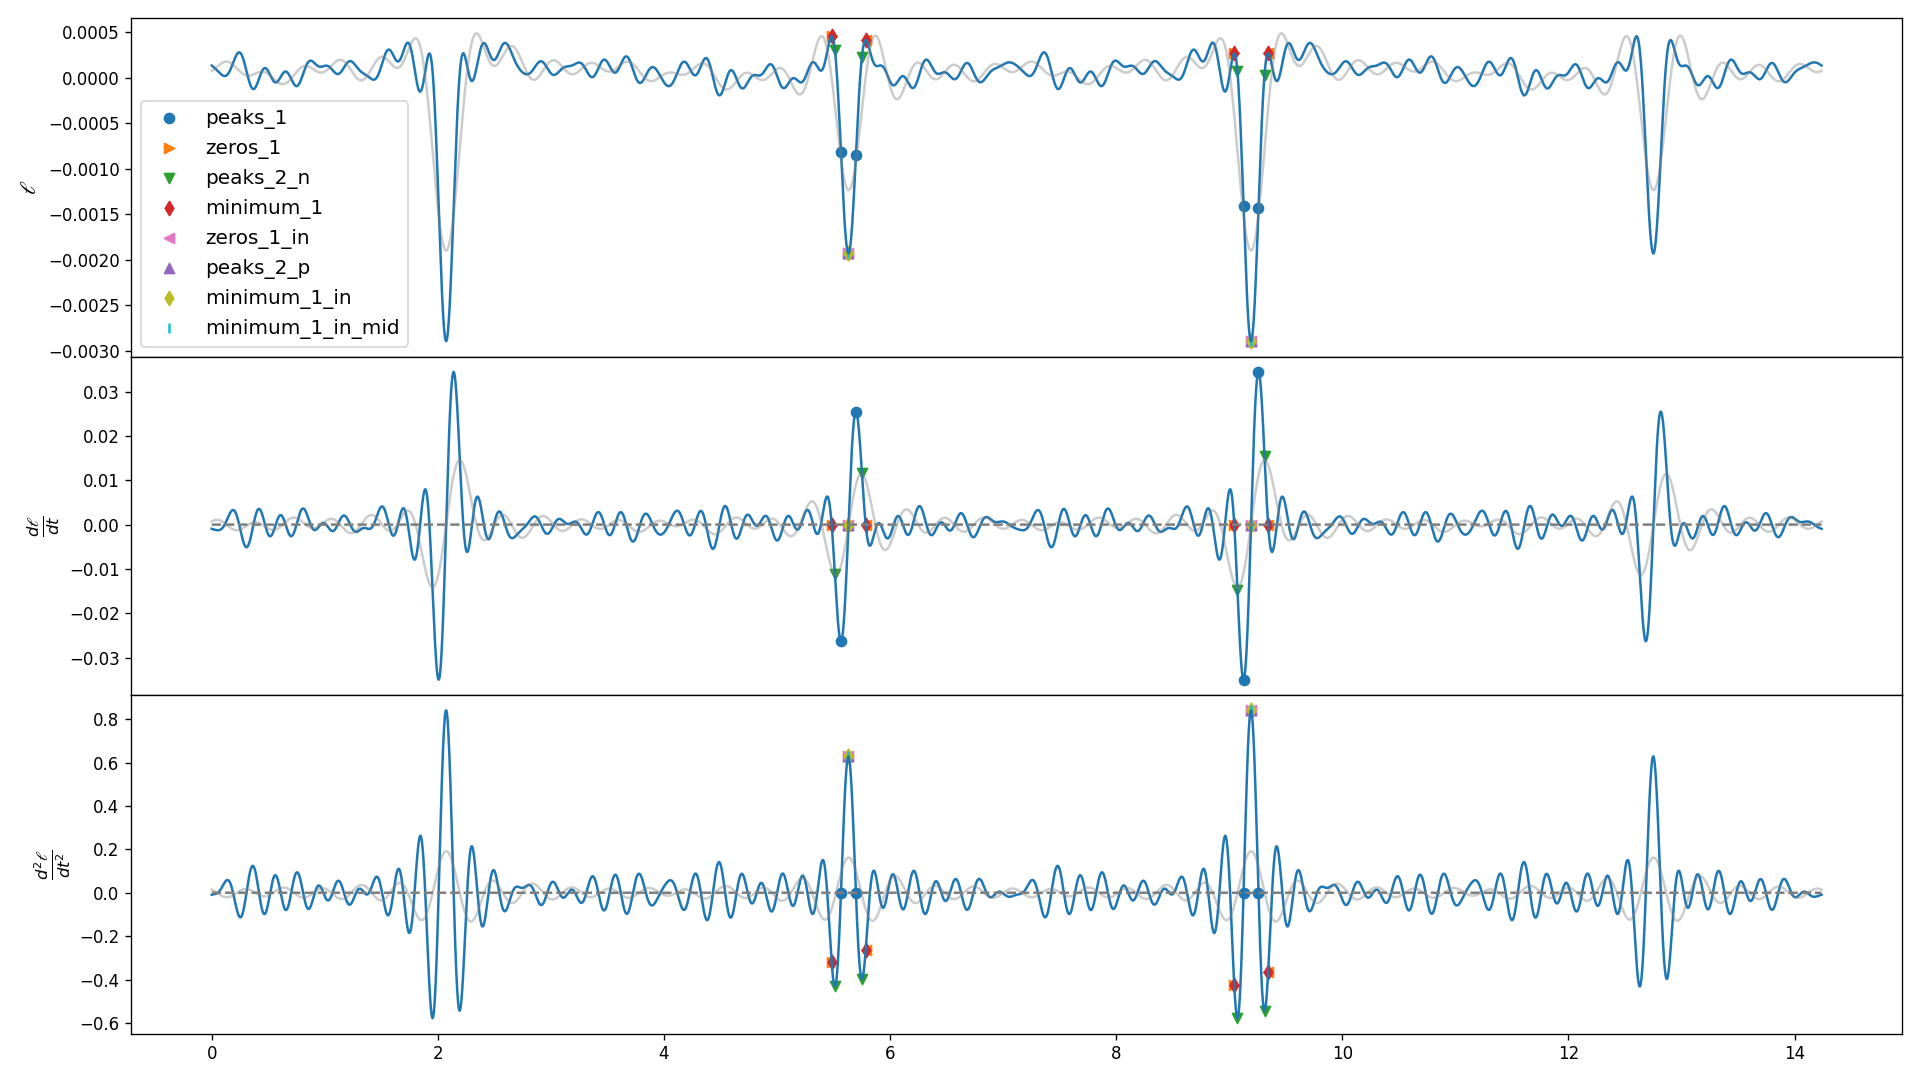 0.0005
0.0000
−0.0005
−0.0010
−0.0015
−0.0020
−0.0025
−0.0030
ℓ
peaks_1
zeros_1
peaks_2_n
minimum_1
zeros_1_in
peaks_2_p
minimum_1_in
minimum_1_in_mid
0.03
0.02
0.01
0.00
−0.01
−0.02
−0.03
dℓ/dt
0.8
0.6
0.4
0.2
0.0
−0.2
−0.4
−0.6
d²ℓ/dt²
0 2 4 6 8 10 12 14